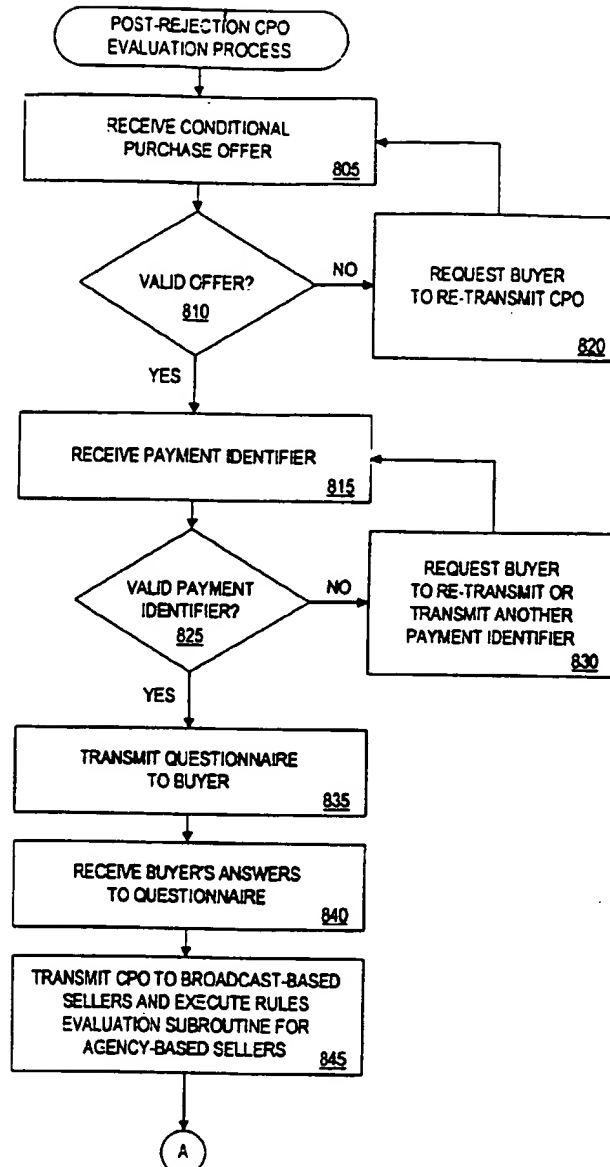 POST-REJECTION CPO
EVALUATION PROCESS
RECEIVE CONDITIONAL
PURCHASE OFFER
805
VALID OFFER?
810
NO
REQUEST BUYER
TO RE-TRANSMIT CPO
820
YES
RECEIVE PAYMENT IDENTIFIER
815
VALID PAYMENT
IDENTIFIER?
825
NO
REQUEST BUYER
TO RE-TRANSMIT OR
TRANSMIT ANOTHER
PAYMENT IDENTIFIER
830
YES
TRANSMIT QUESTIONNAIRE
TO BUYER
835
RECEIVE BUYER'S ANSWERS
TO QUESTIONNAIRE
840
TRANSMIT CPO TO BROADCAST-BASED
SELLERS AND EXECUTE RULES
EVALUATION SUBROUTINE FOR
AGENCY-BASED SELLERS
845
A